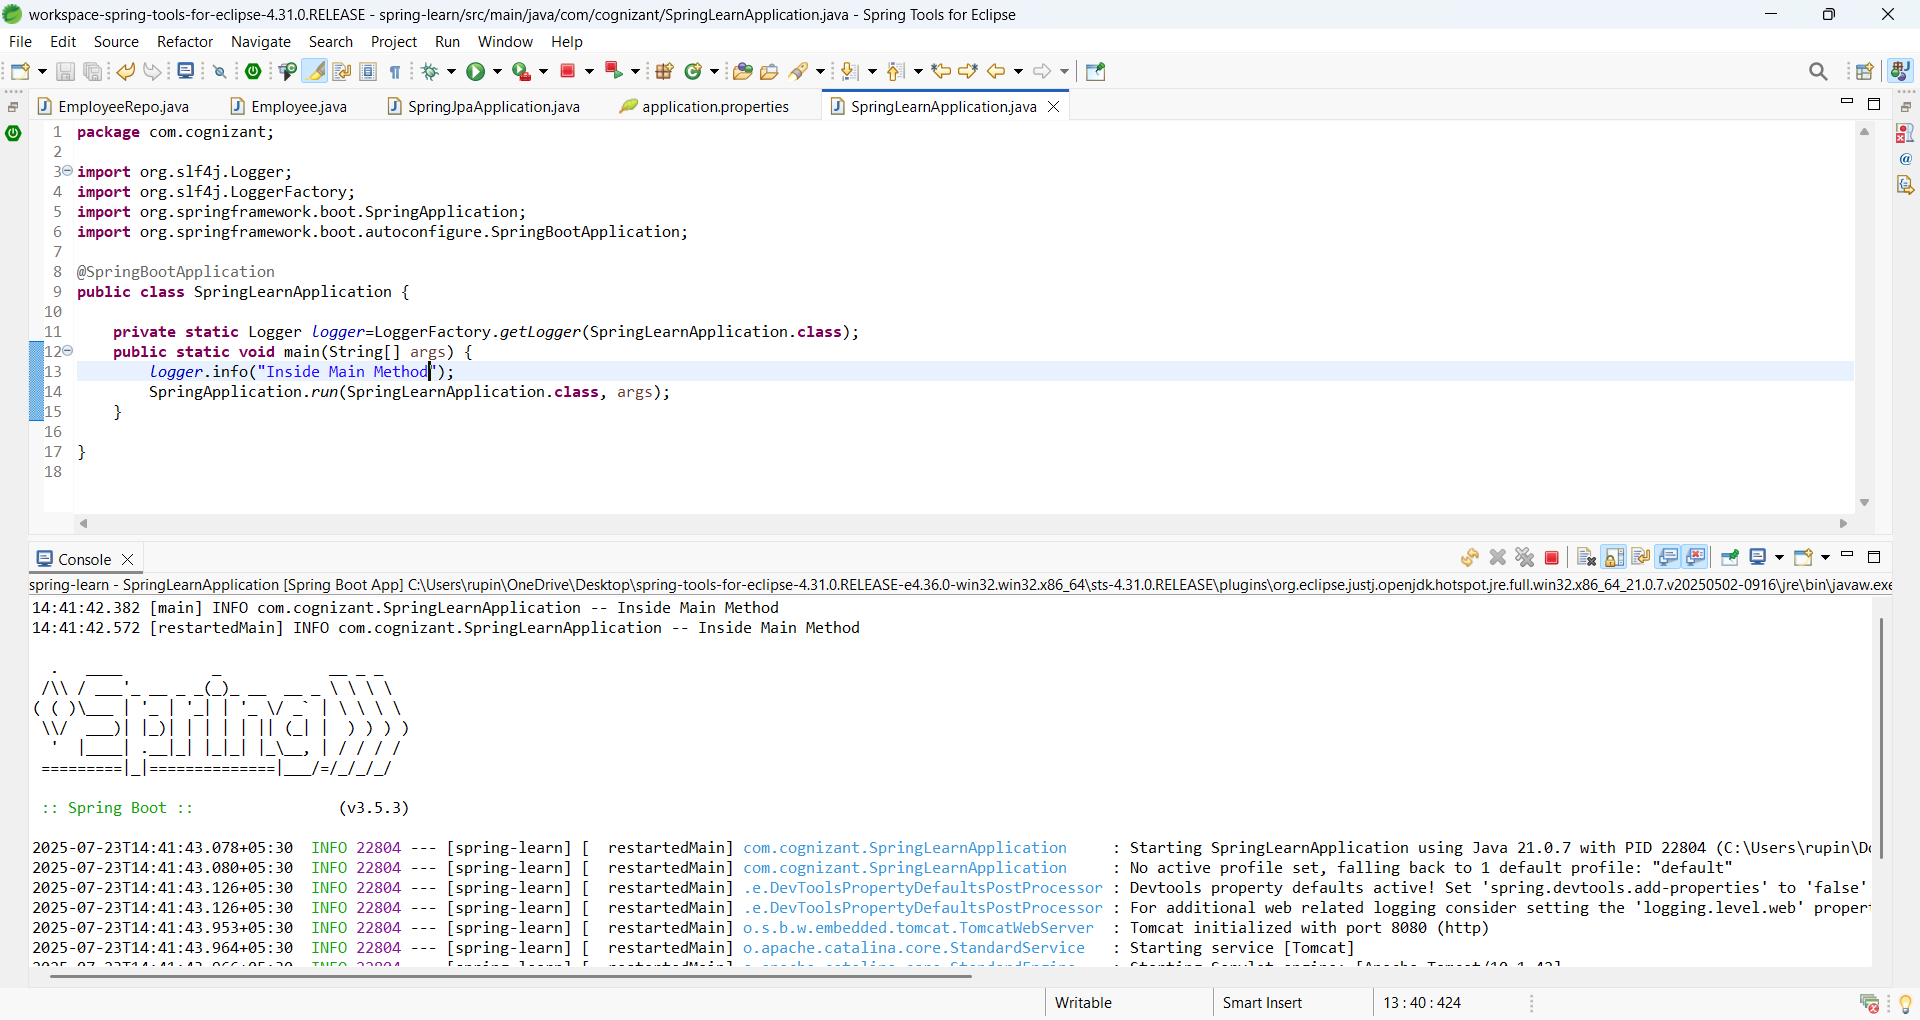 workspace-spring-tools-for-eclipse-4.31.0.RELEASE - spring-learn/src/main/java/com/cognizant/SpringLearnApplication.java - Spring Tools for Eclipse
File Edit Source Refactor Navigate Search Project Run Window Help
EmployeeRepo.java Employee.java SpringJpaApplication.java application.properties SpringLearnApplication.java
1 package com.cognizant;
2
3 import org.slf4j.Logger;
4 import org.slf4j.LoggerFactory;
5 import org.springframework.boot.SpringApplication;
6 import org.springframework.boot.autoconfigure.SpringBootApplication;
7
8 @SpringBootApplication
9 public class SpringLearnApplication {
10
11 private static Logger logger=LoggerFactory.getLogger(SpringLearnApplication.class);
12 public static void main(String[] args) {
13 logger.info("Inside Main Method");
14 SpringApplication.run(SpringLearnApplication.class, args);
15 }
16
17 }
18
Console
spring-learn - SpringLearnApplication [Spring Boot App] C:\Users\rupin\OneDrive\Desktop\spring-tools-for-eclipse-4.31.0.RELEASE-e4.36.0-win32.win32.x86_64\sts-4.31.0.RELEASE\plugins\org.eclipse.justj.openjdk.hotspot.jre.full.win32.x86_64_21.0.7.v20250502-0916\jre\bin\javaw.exe
14:41:42.382 [main] INFO com.cognizant.SpringLearnApplication -- Inside Main Method
14:41:42.572 [restartedMain] INFO com.cognizant.SpringLearnApplication -- Inside Main Method
Spring
:: Spring Boot :: (v3.5.3)
2025-07-23T14:41:43.078+05:30 INFO 22804 --- [spring-learn] [ restartedMain] com.cognizant.SpringLearnApplication : Starting SpringLearnApplication using Java 21.0.7 with PID 22804 (C:\Users\rupin\Do
2025-07-23T14:41:43.080+05:30 INFO 22804 --- [spring-learn] [ restartedMain] com.cognizant.SpringLearnApplication : No active profile set, falling back to 1 default profile: "default"
2025-07-23T14:41:43.126+05:30 INFO 22804 --- [spring-learn] [ restartedMain] .e.DevToolsPropertyDefaultsPostProcessor : Devtools property defaults active! Set 'spring.devtools.add-properties' to 'false'
2025-07-23T14:41:43.126+05:30 INFO 22804 --- [spring-learn] [ restartedMain] .e.DevToolsPropertyDefaultsPostProcessor : For additional web related logging consider setting the 'logging.level.web' proper
2025-07-23T14:41:43.953+05:30 INFO 22804 --- [spring-learn] [ restartedMain] o.s.b.w.embedded.tomcat.TomcatWebServer : Tomcat initialized with port 8080 (http)
2025-07-23T14:41:43.964+05:30 INFO 22804 --- [spring-learn] [ restartedMain] o.apache.catalina.core.StandardService : Starting service [Tomcat]
Writable Smart Insert 13 : 40 : 424